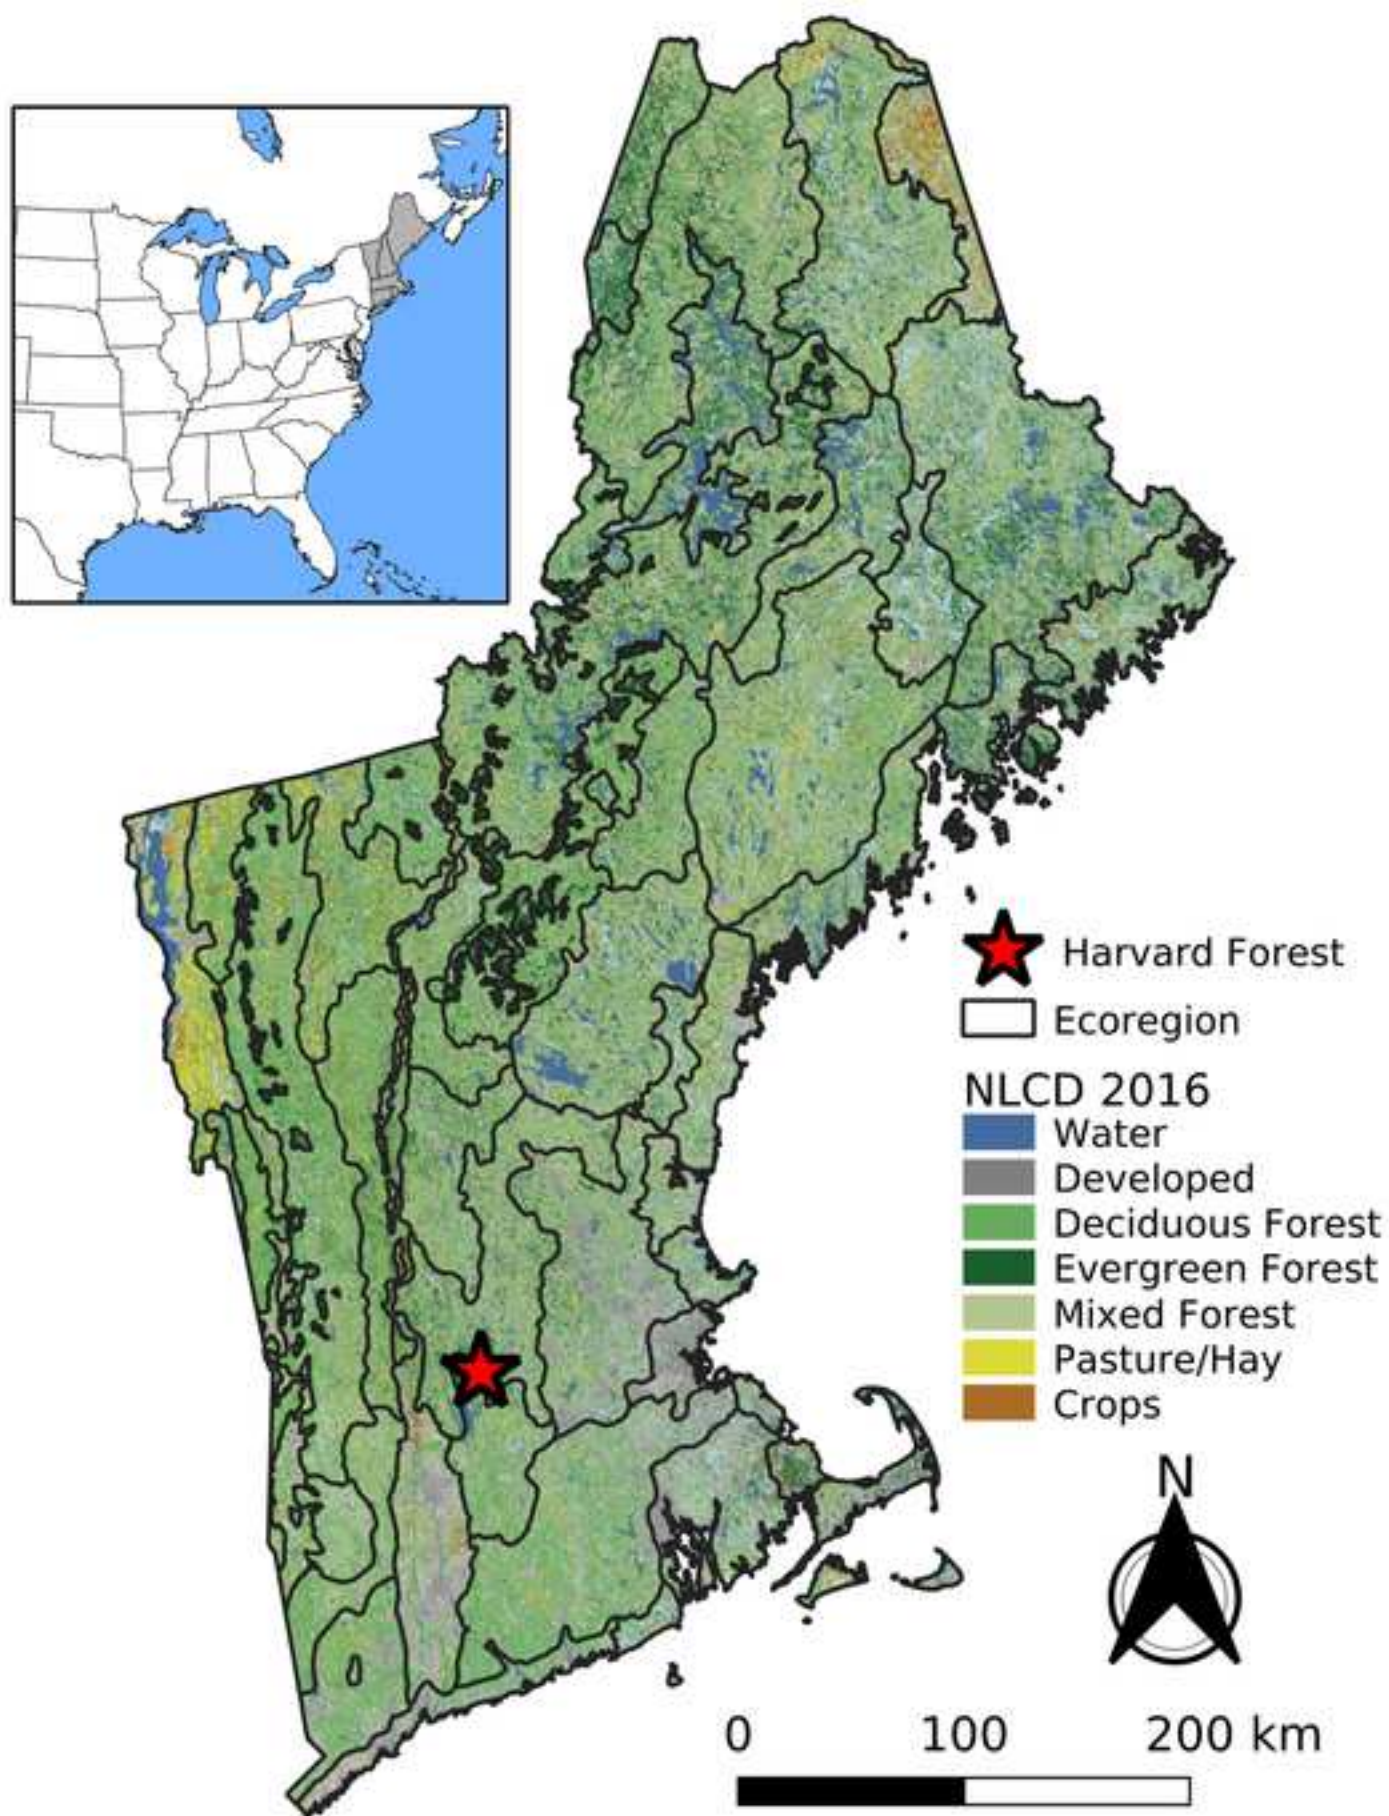 Harvard Forest
Ecoregion
NLCD 2016
Water
Developed
Deciduous Forest
Evergreen Forest
Mixed Forest
Pasture/Hay
Crops
N
0 100 200 km